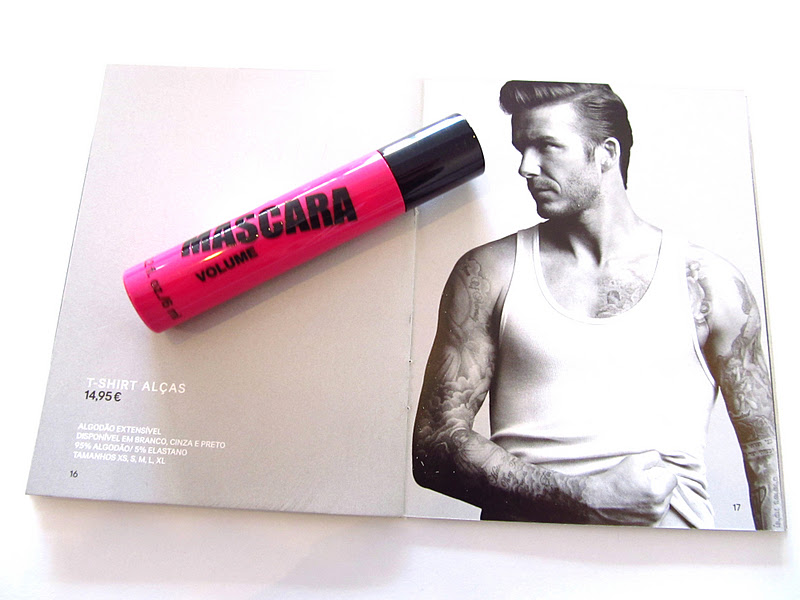 MASCARA
VOLUME
T-SHIRT ALÇAS
14,95 €
ALGODÃO EXTENSÍVEL
DISPONÍVEL EM BRANCO, CINZA E PRETO
95% ALGODÃO/ 5% ELASTANO
TAMANHOS XS, S, M, L, XL
16
17